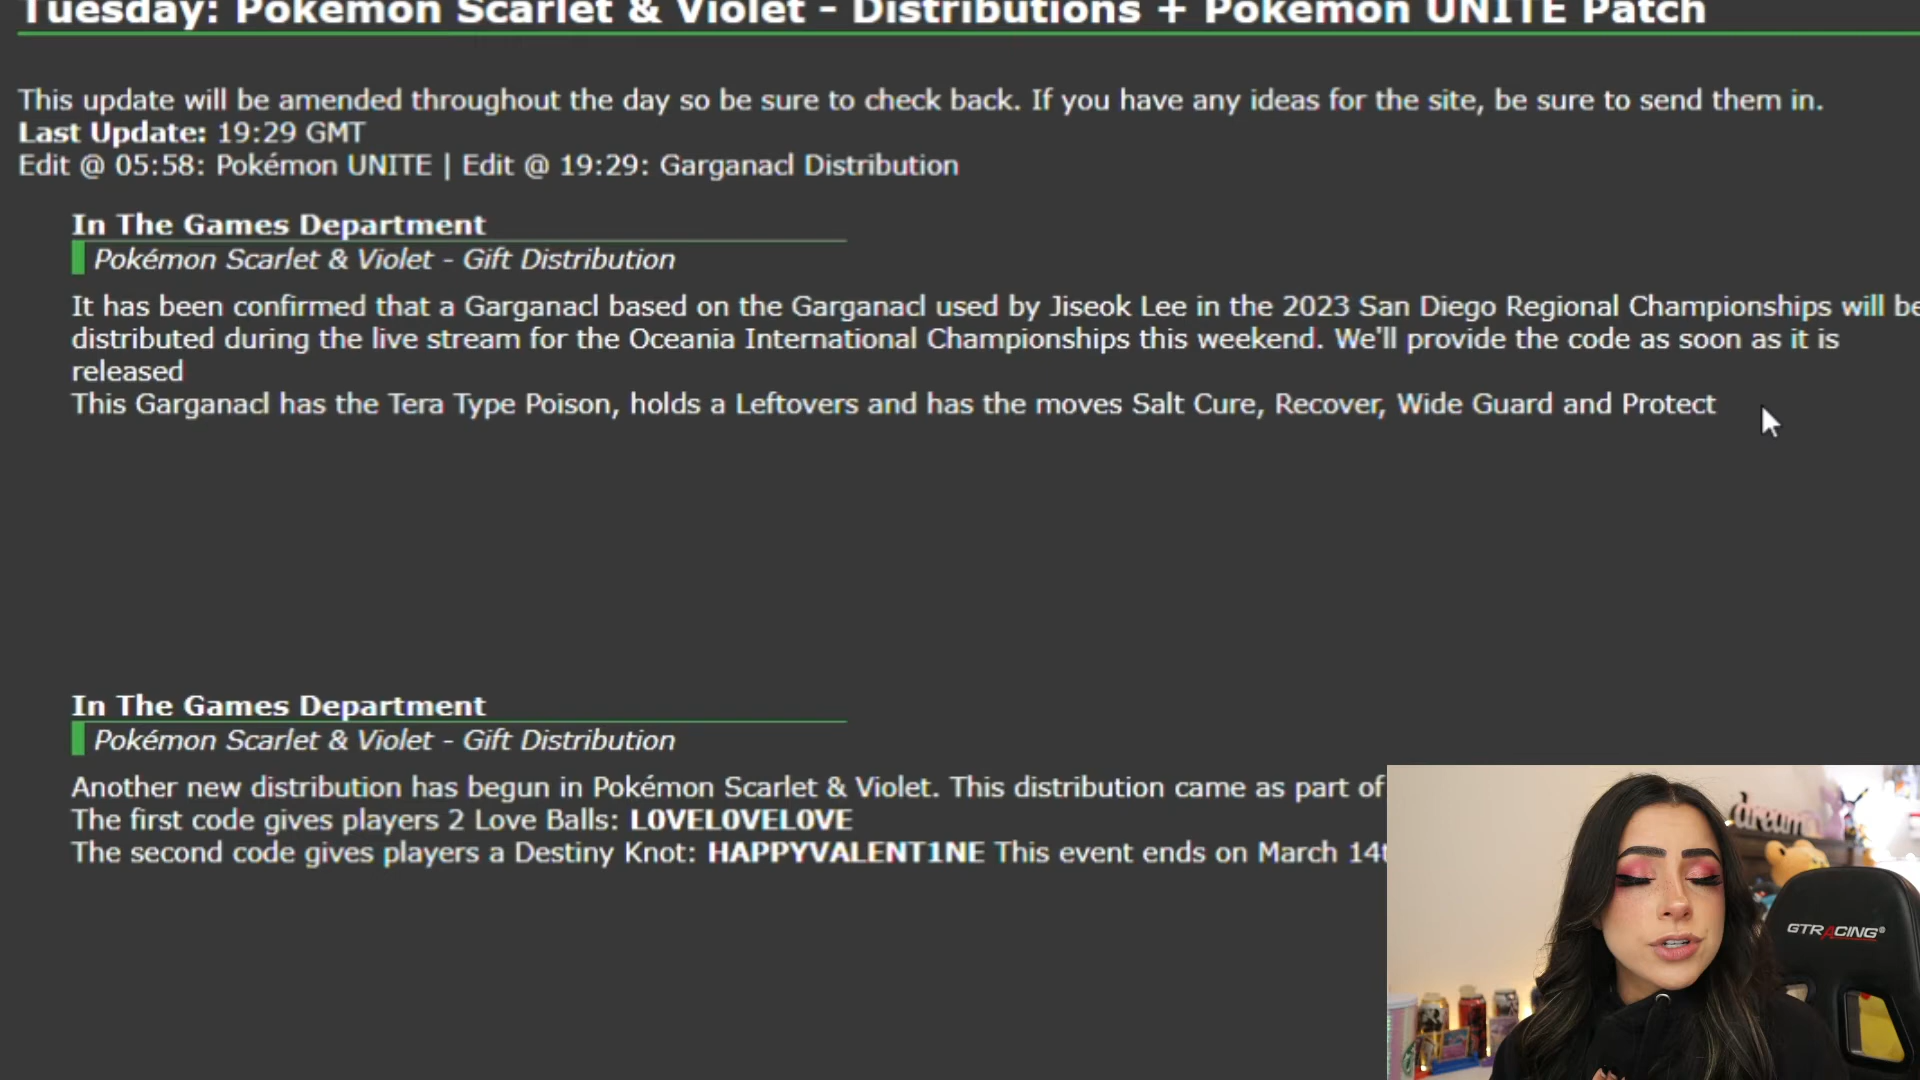 Tuesday: Pokémon Scarlet & Violet - Distributions + Pokémon UNITE Patch
This update will be amended throughout the day so be sure to check back. If you have any ideas for the site, be sure to send them in.
Last Update: 19:29 GMT
Edit @ 05:58: Pokémon UNITE | Edit @ 19:29: Garganacl Distribution
In The Games Department
Pokémon Scarlet & Violet - Gift Distribution
It has been confirmed that a Garganacl based on the Garganacl used by Jiseok Lee in the 2023 San Diego Regional Championships will be
distributed during the live stream for the Oceania International Championships this weekend. We'll provide the code as soon as it is
released
This Garganacl has the Tera Type Poison, holds a Leftovers and has the moves Salt Cure, Recover, Wide Guard and Protect
In The Games Department
Pokémon Scarlet & Violet - Gift Distribution
Another new distribution has begun in Pokémon Scarlet & Violet. This distribution came as part of
The first code gives players 2 Love Balls: L0VEL0VEL0VE
The second code gives players a Destiny Knot: HAPPYVALENT1NE This event ends on March 14t
dream
GTRACING®